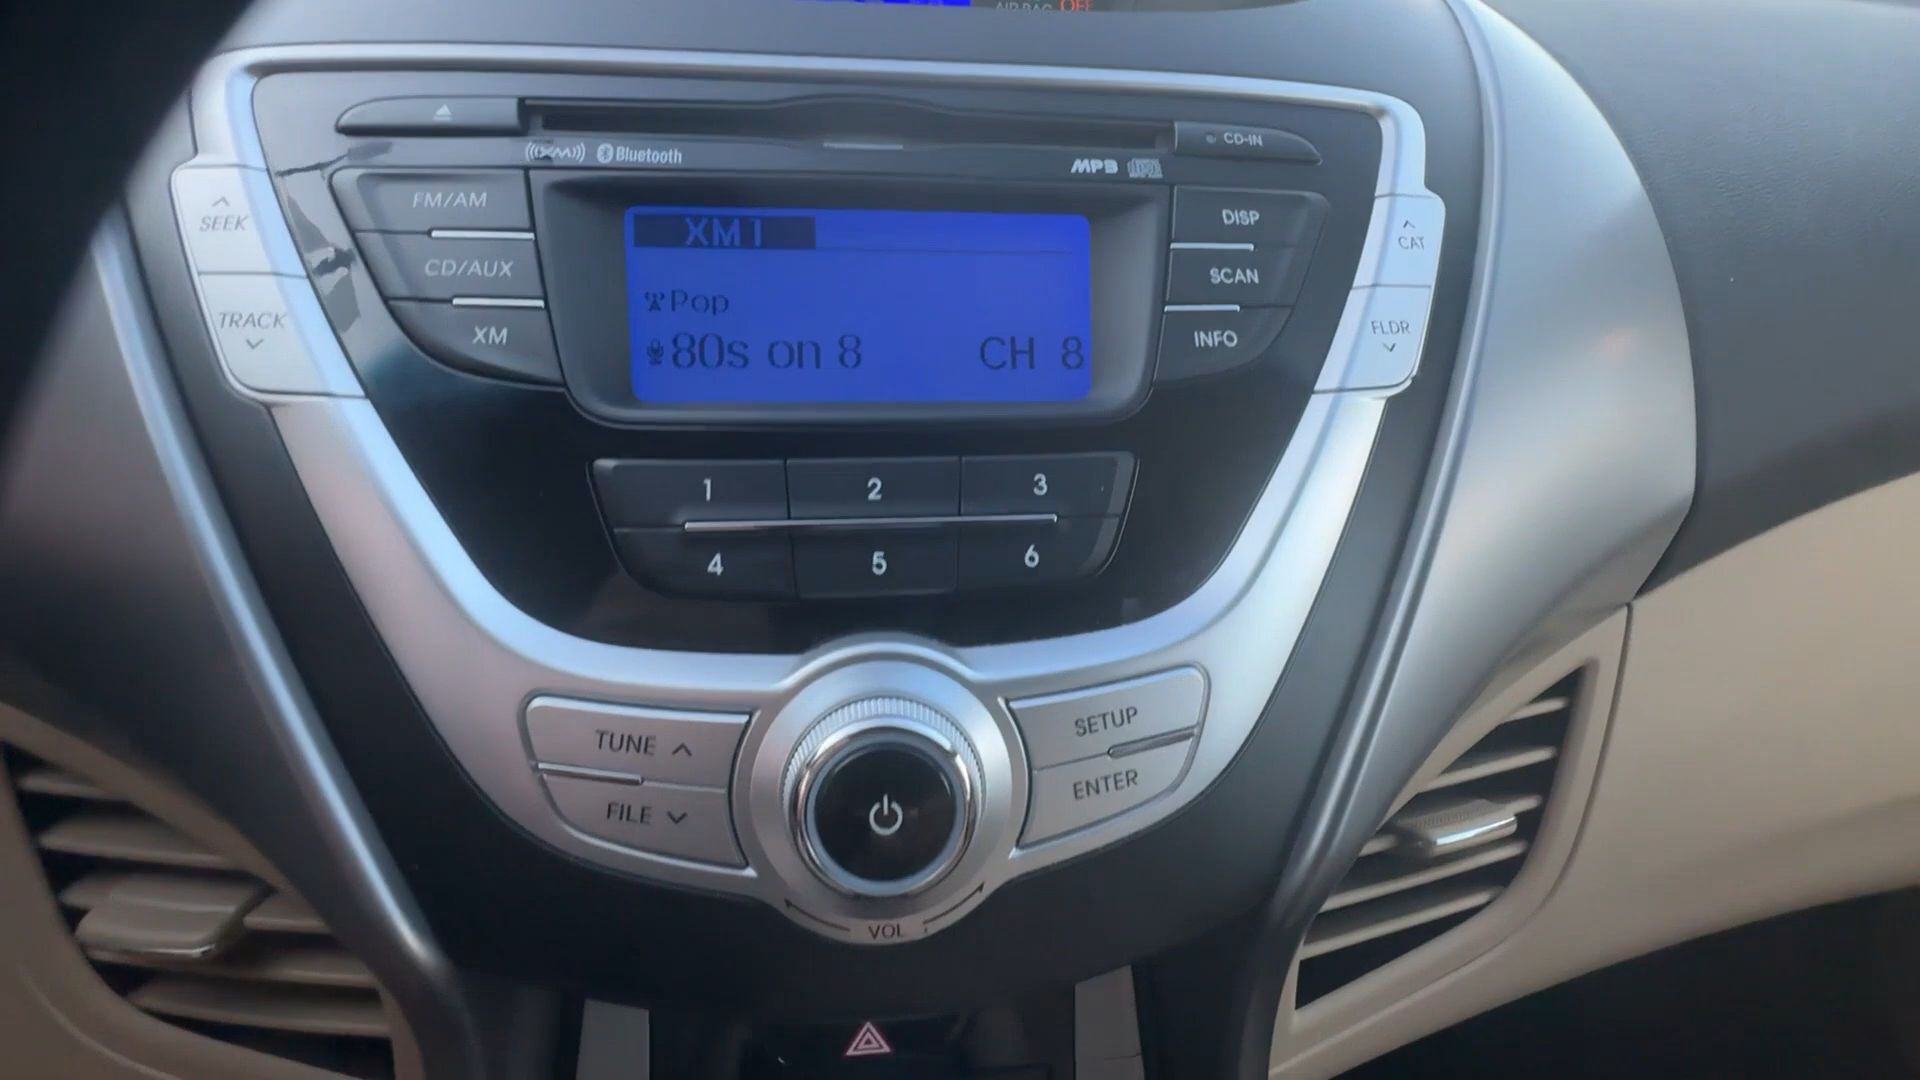 AIR BAG OFF
CD-IN
XM Bluetooth
MP3
SEEK
TRACK
FM/AM
CD/AUX
XM
XM1
Pop
80s on 8 CH 8
DISP
SCAN
INFO
CAT
FLDR
1 2 3
4 5 6
TUNE
FILE
SETUP
ENTER
VOL